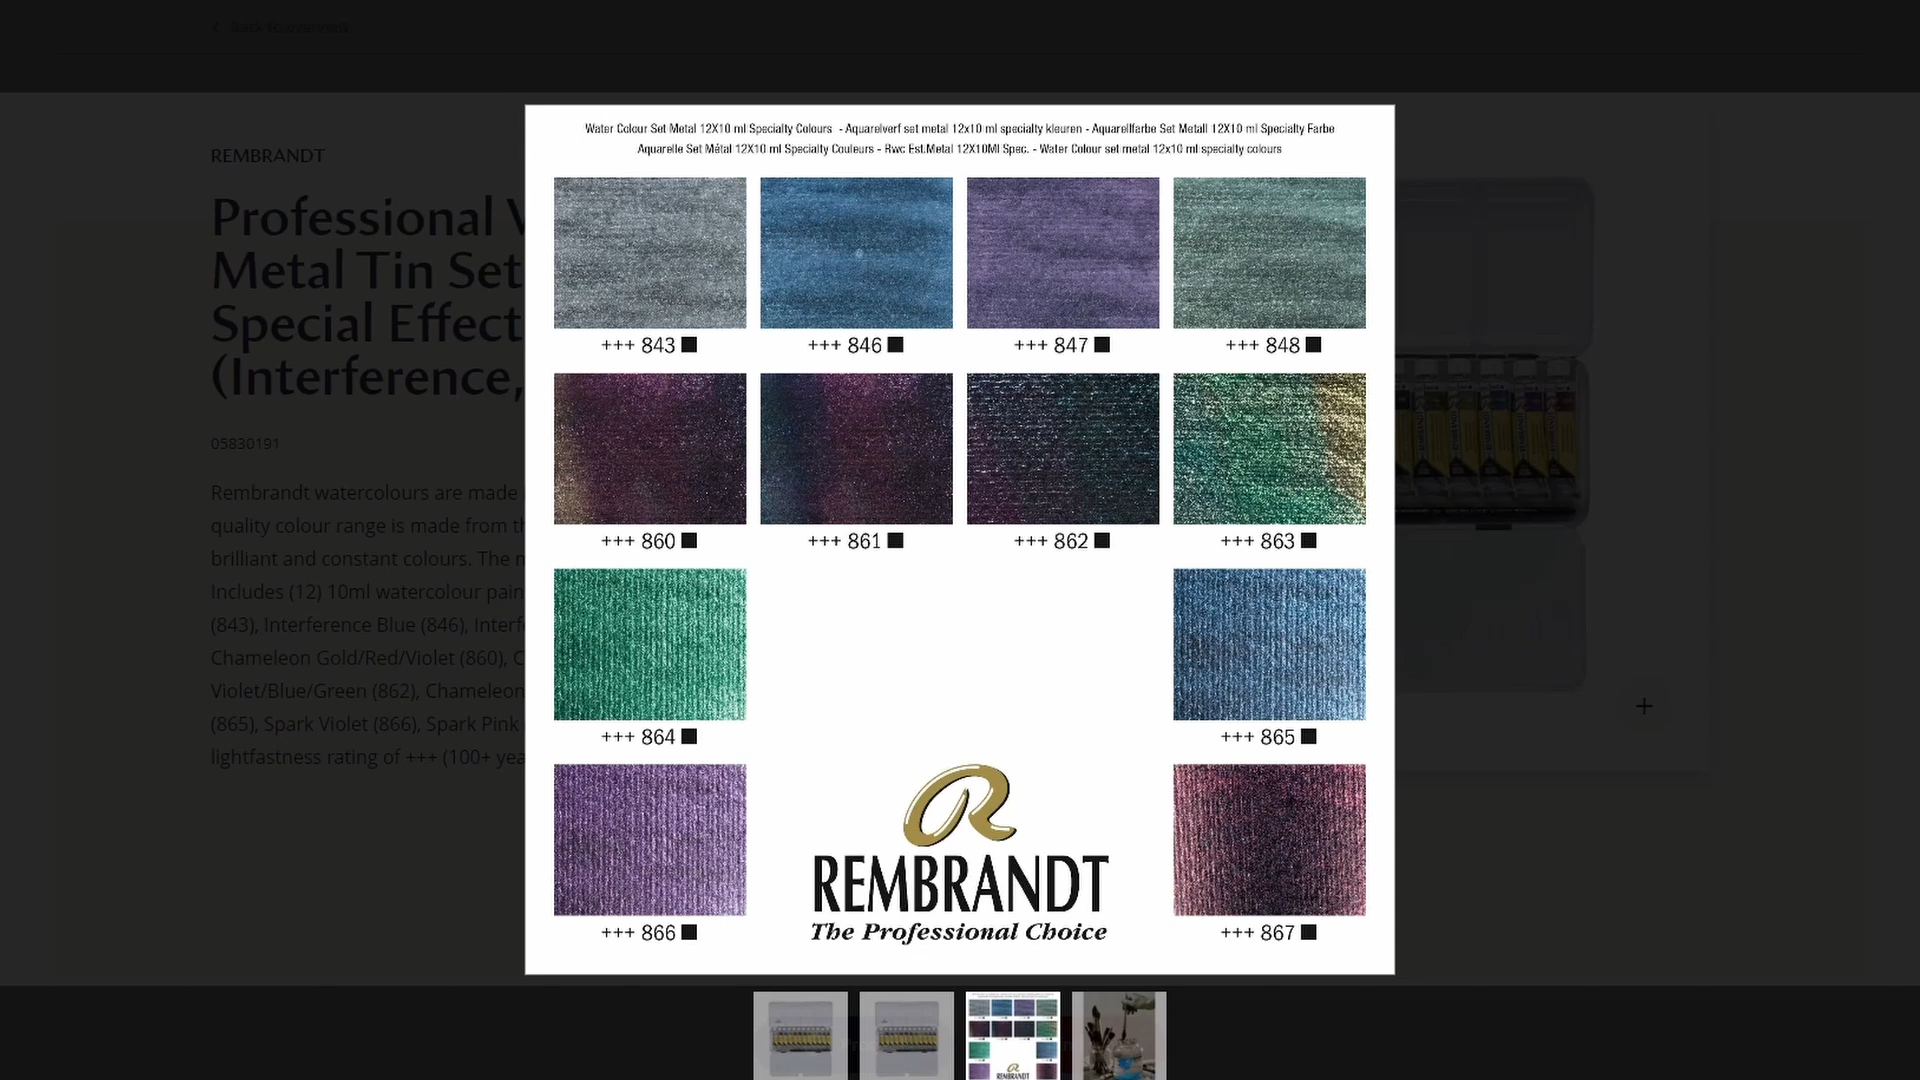 Back to overview
REMBRANDT
Professional
Metal Tin Set
Special Effect
(Interference,
05830191
Rembrandt watercolours are made
quality colour range is made from
brilliant and constant colours. The
Includes (12) 10ml watercolour
(843), Interference Blue (846),
Chameleon Gold/Red/Violet (860),
Violet/Blue/Green (862), Chameleon
(865), Spark Violet (866), Spark Pink
lightfastness rating of +++ (100+
Water Colour Set Metal 12X10 ml Specialty Colours - Aquarelverf set metal 12x10 ml specialty kleuren - Aquarellfarbe Set Metall 12X10 ml Specialty Farbe
Aquarelle Set Métal 12X10 ml Specialty Couleurs - Rwc Est.Metal 12X10Ml Spec. - Water Colour set metal 12x10 ml specialty colours
+++ 843 ■ +++ 846 ■ +++ 847 ■ +++ 848 ■
+++ 860 ■ +++ 861 ■ +++ 862 ■ +++ 863 ■
+++ 864 ■ +++ 865 ■
R
REMBRANDT
The Professional Choice
+++ 866 ■ +++ 867 ■
REMBRANDT